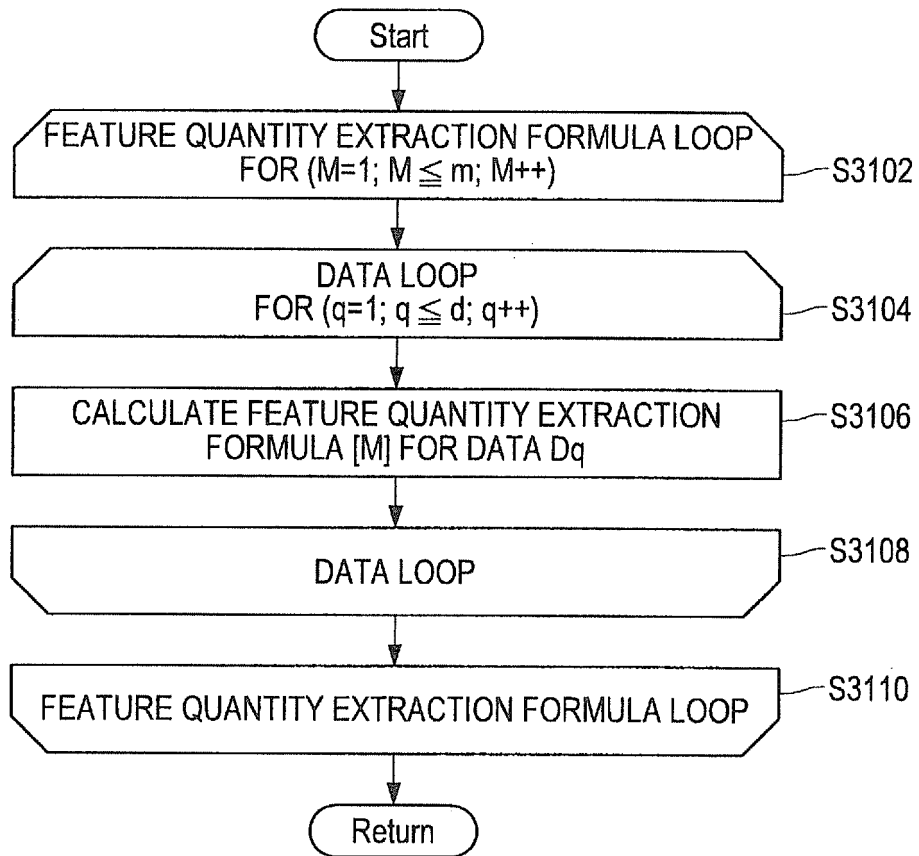 Start
FEATURE QUANTITY EXTRACTION FORMULA LOOP
FOR (M=1; M ≦ m; M++)
S3102
DATA LOOP
FOR (q=1; q ≦ d; q++)
S3104
CALCULATE FEATURE QUANTITY EXTRACTION
FORMULA [M] FOR DATA Dq
S3106
DATA LOOP
S3108
FEATURE QUANTITY EXTRACTION FORMULA LOOP
S3110
Return